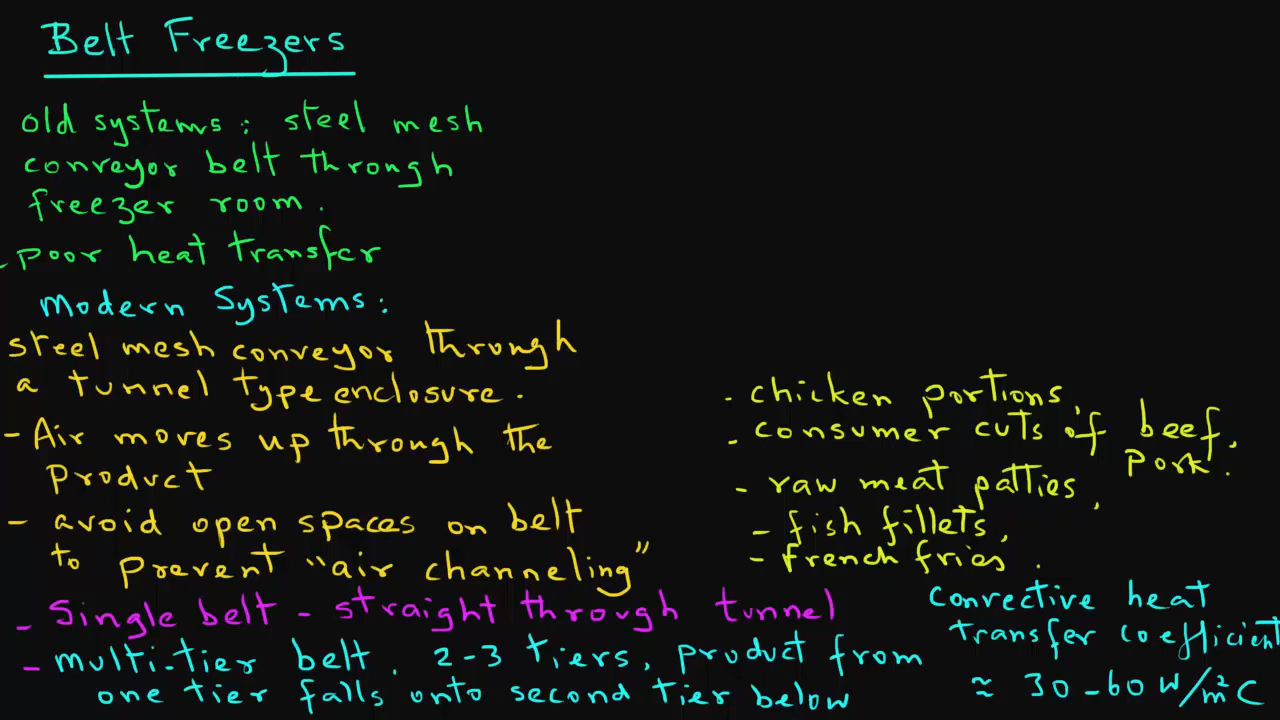 Belt Freezers
old systems: steel mesh
conveyor belt through
freezer room.
- poor heat transfer
Modern Systems:
steel mesh conveyor through
a tunnel type enclosure.
- Air moves up through the
product
- avoid open spaces on belt
to prevent "air channeling"
- Single belt - straight through tunnel
- multi-tier belt. 2-3 tiers, product from
one tier falls onto second tier below
- chicken portions,
- consumer cuts of beef,
pork.
- raw meat patties,
- fish fillets,
- french fries.
convective heat
transfer coefficient
≈ 30-60 W/m²C